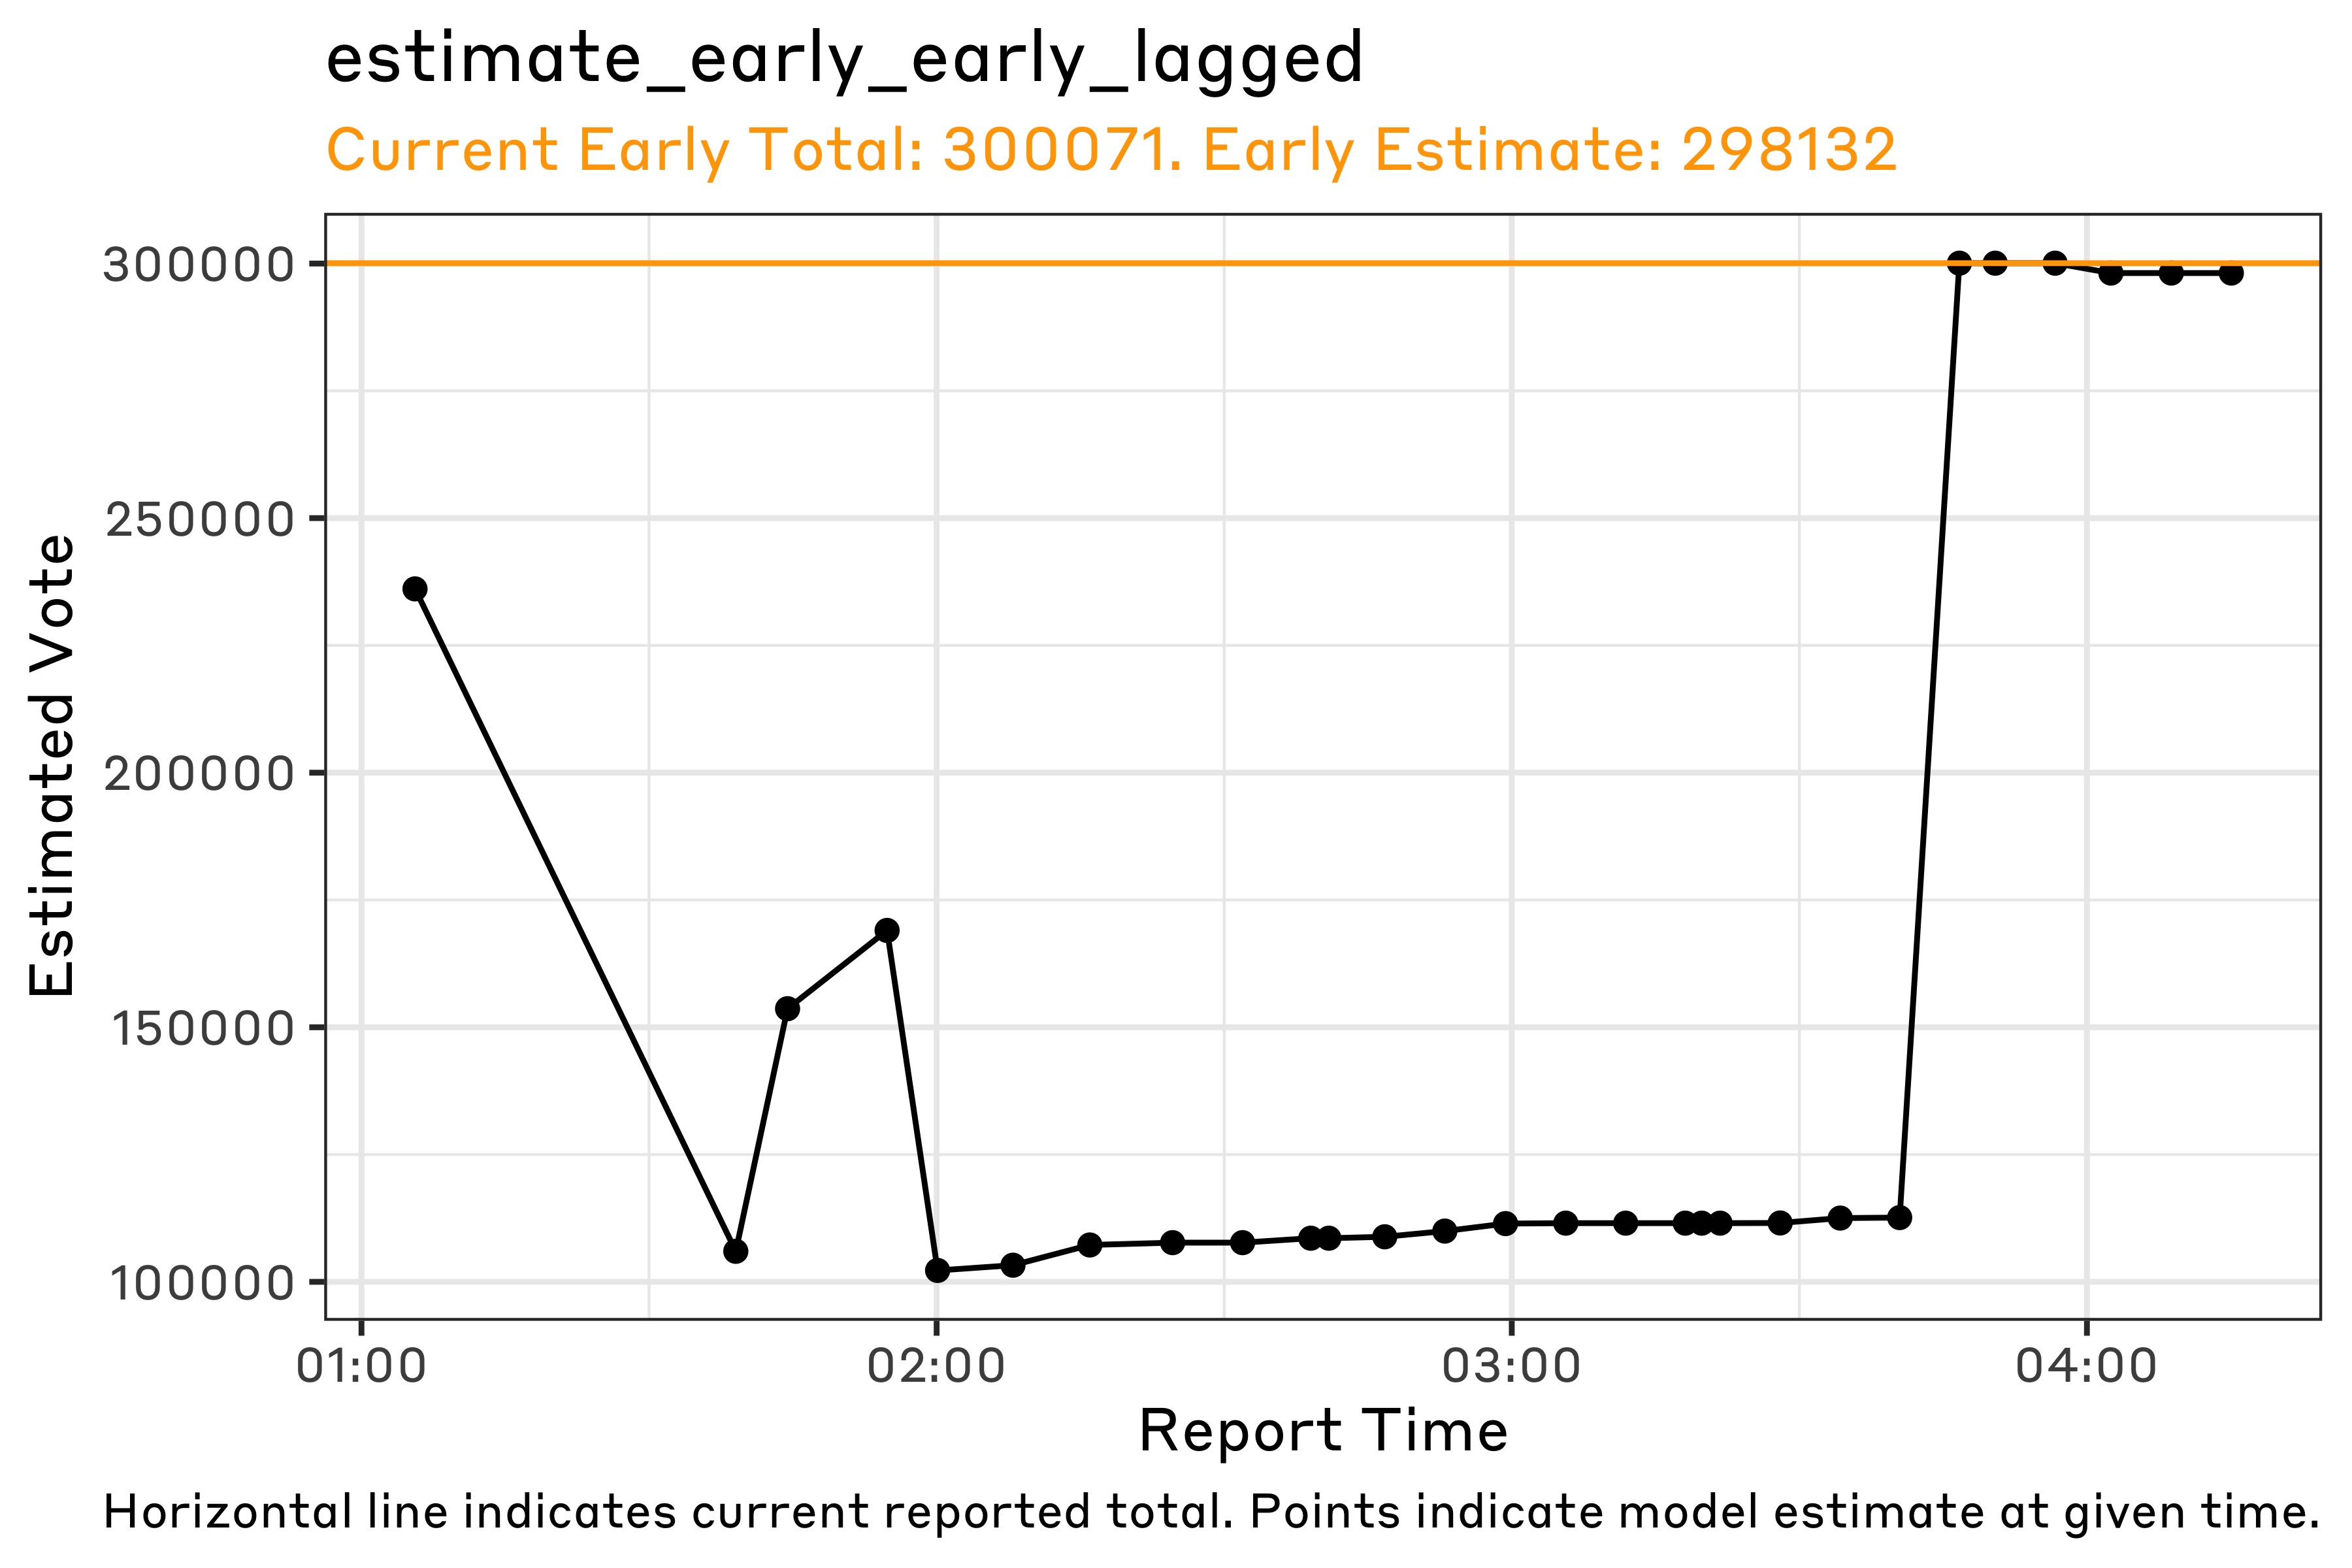 estimate_early_early_lagged
Current Early Total: 300071. Early Estimate: 298132
300000
250000
200000
150000
100000
Estimated Vote
01:00 02:00 03:00 04:00
Report Time
Horizontal line indicates current reported total. Points indicate model estimate at given time.